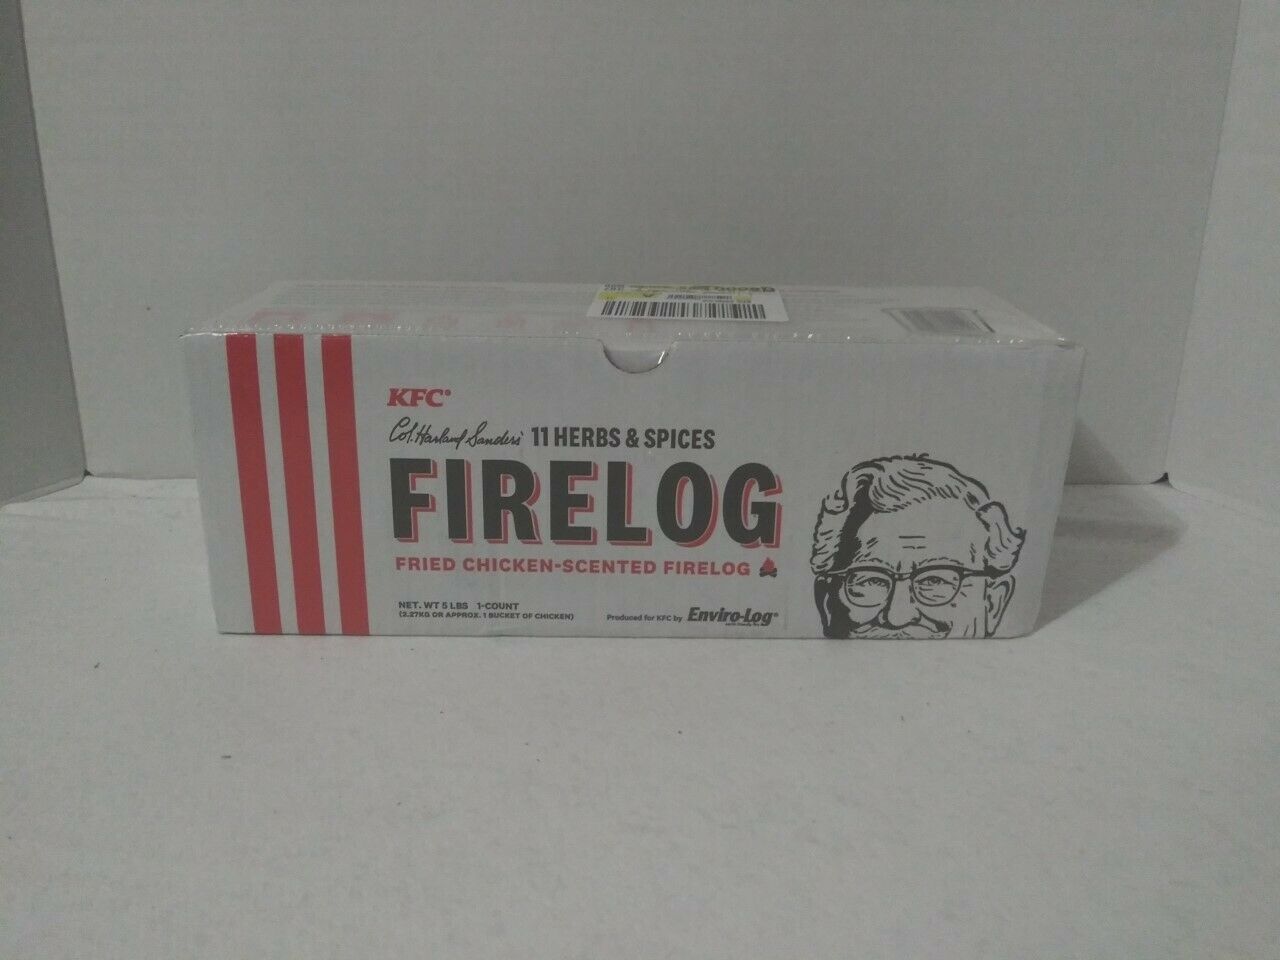 KFC®
Col. Harland Sanders' 11 HERBS & SPICES
FIRELOG
FRIED CHICKEN-SCENTED FIRELOG
NET. WT 5 LBS 1-COUNT
(2.27KG OR APPROX. 1 BUCKET OF CHICKEN)
Produced for KFC by Enviro-Log®